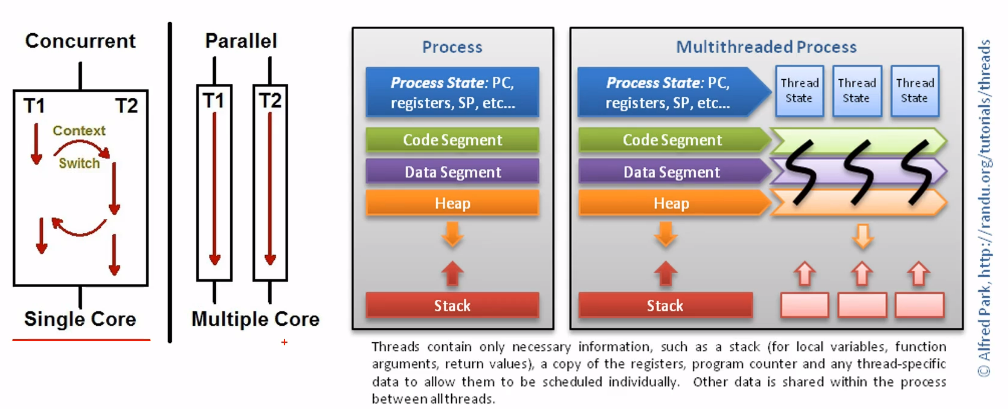 Concurrent
T1 T2
Context
Switch
Single Core
Parallel
T1 T2
Multiple Core
Process
Process State: PC,
registers, SP, etc...
Code Segment
Data Segment
Heap
Stack
Multithreaded Process
Process State: PC,
registers, SP, etc...
Thread
State
Thread
State
Thread
State
Code Segment
Data Segment
Heap
Stack
Threads contain only necessary information, such as a stack (for local variables, function
arguments, return values), a copy of the registers, program counter and any thread-specific
data to allow them to be scheduled individually. Other data is shared within the process
between all threads.
© Alfred Park, http://randu.org/tutorials/threads